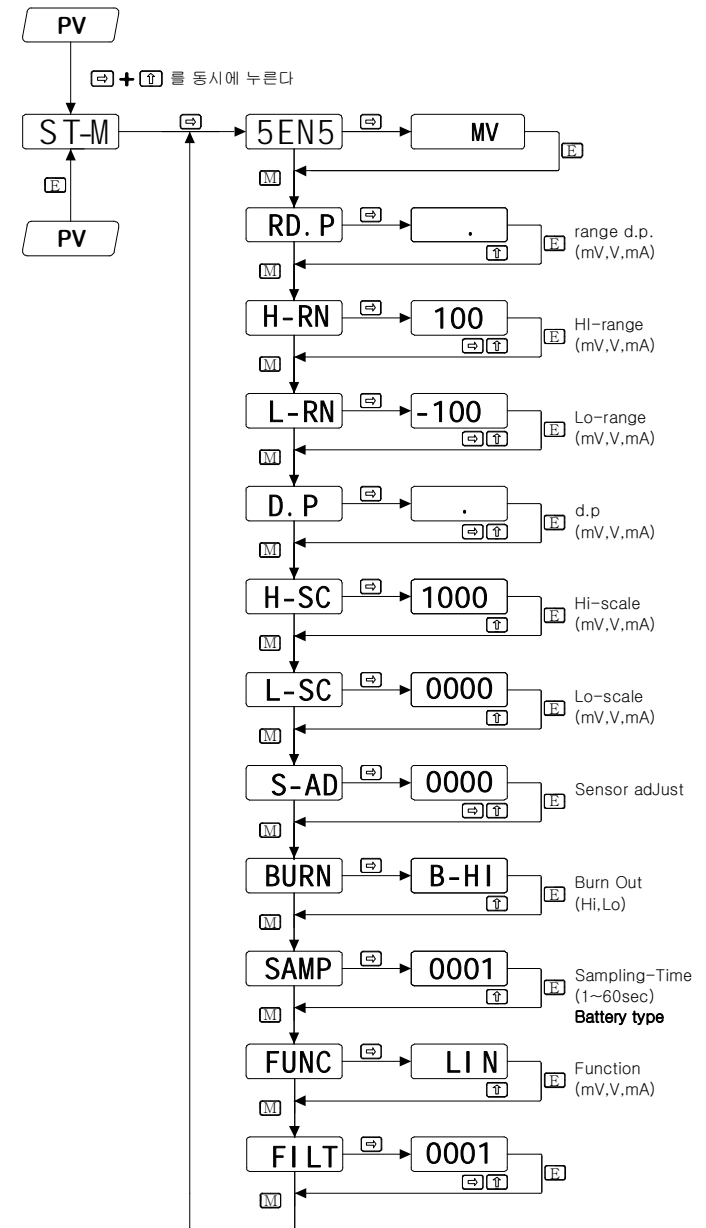 PV
⇨ + ⇧ 를 동시에 누른다
ST-M ⇨ 5EN5 ⇨ MV
E
M
E
PV
RD.P ⇨ .
⇧ E range d.p.
(mV,V,mA)
M
H-RN ⇨ 100
⇨⇧ E HI-range
(mV,V,mA)
M
L-RN ⇨ -100
⇨⇧ E Lo-range
(mV,V,mA)
M
D.P ⇨ .
⇨⇧ E d.p
(mV,V,mA)
M
H-SC ⇨ 1000
⇧ E Hi-scale
(mV,V,mA)
M
L-SC ⇨ 0000
⇧ E Lo-scale
(mV,V,mA)
M
S-AD ⇨ 0000
⇨⇧ E Sensor adJust
M
BURN ⇨ B-HI
⇧ E Burn Out
(Hi,Lo)
M
SAMP ⇨ 0001
⇧ E Sampling-Time
(1~60sec)
Battery type
M
FUNC ⇨ LIN
⇧ E Function
(mV,V,mA)
M
FILT ⇨ 0001
⇨⇧ E
M